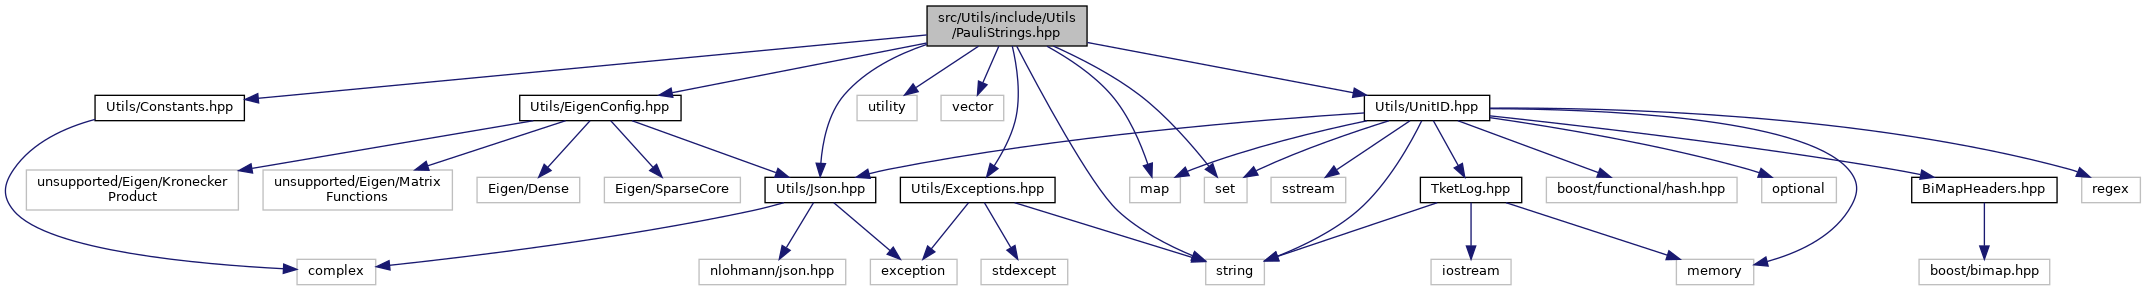 src/Utils/include/Utils
/PauliStrings.hpp
Utils/Constants.hpp
Utils/EigenConfig.hpp
utility
vector
Utils/UnitID.hpp
unsupported/Eigen/Kronecker
Product
unsupported/Eigen/Matrix
Functions
Eigen/Dense
Eigen/SparseCore
Utils/Json.hpp
Utils/Exceptions.hpp
map
set
sstream
TketLog.hpp
boost/functional/hash.hpp
optional
BiMapHeaders.hpp
regex
complex
nlohmann/json.hpp
exception
stdexcept
string
iostream
memory
boost/bimap.hpp